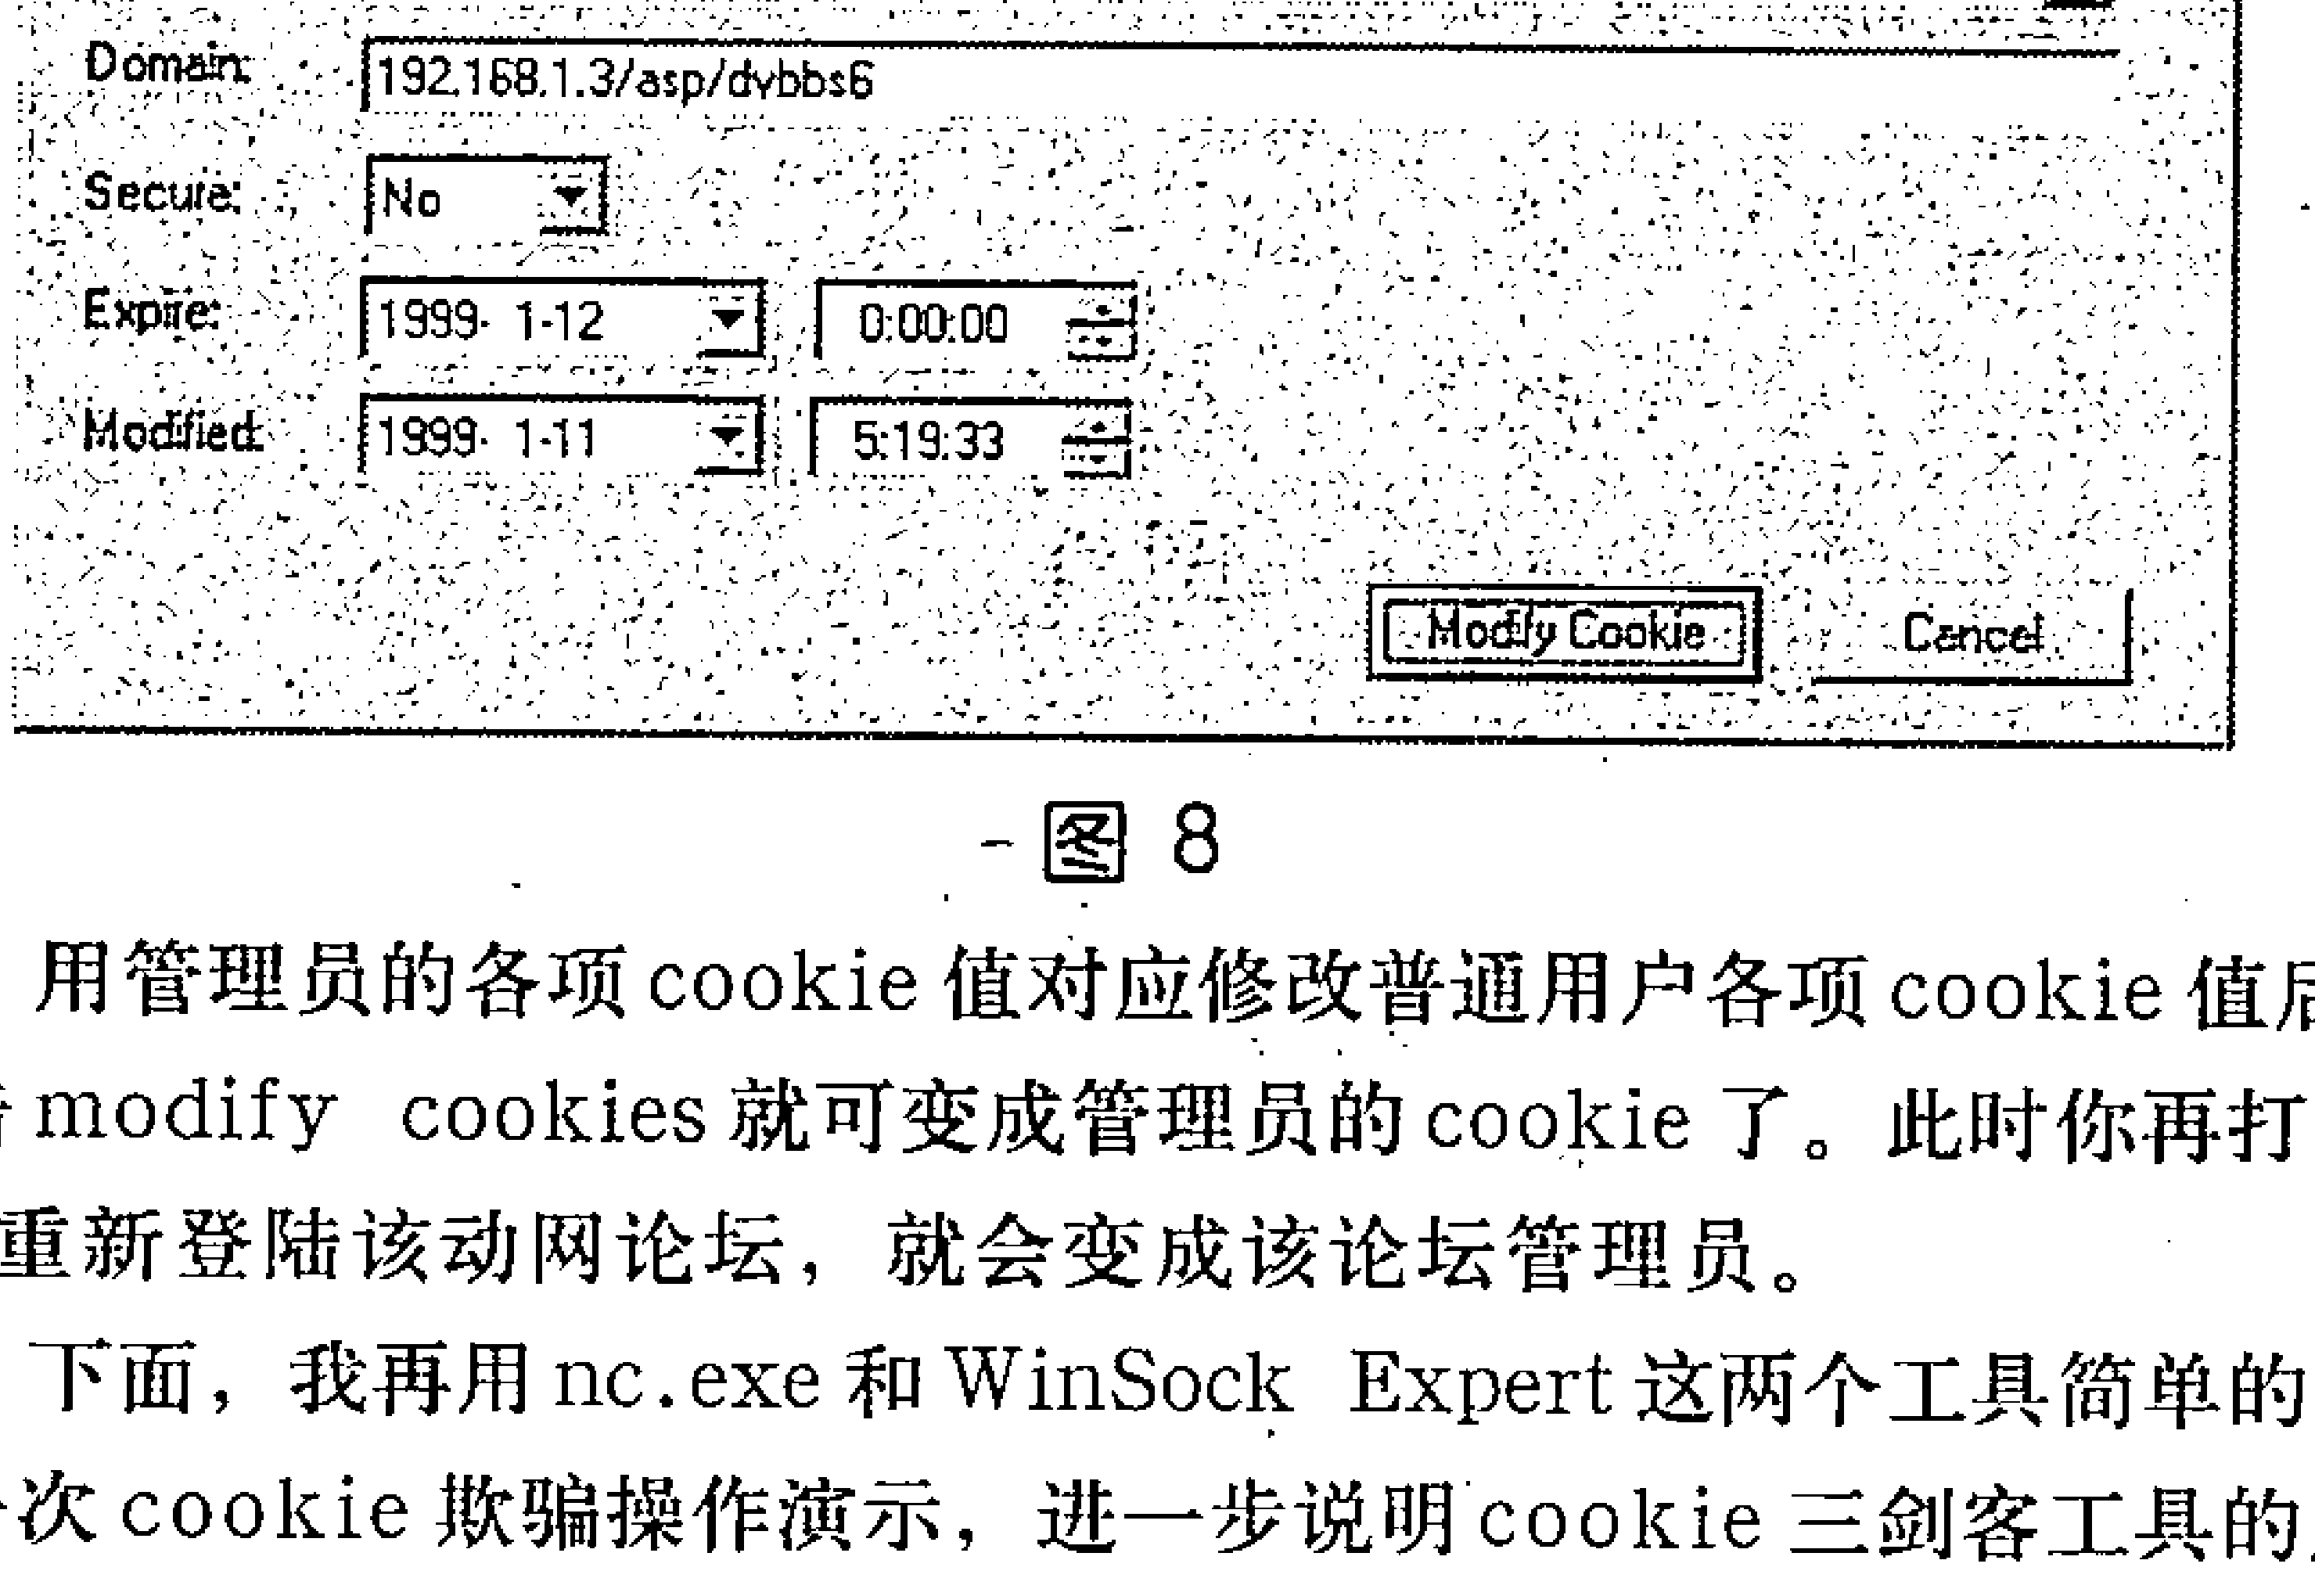 Domain: 192.168.1.3/asp/dvbbs6
Secure: No
Expire: 1999- 1-12 0:00:00
Modified: 1999- 1-11 5:19:33
Modify Cookie Cancel
图 8
用管理员的各项cookie值对应修改普通用户各项cookie值后
modify cookies就可变成管理员的cookie了。此时你再打
重新登陆该动网论坛，就会变成该论坛管理员。
下面，我再用nc.exe和WinSock Expert这两个工具简单的
次cookie欺骗操作演示，进一步说明cookie三剑客工具的